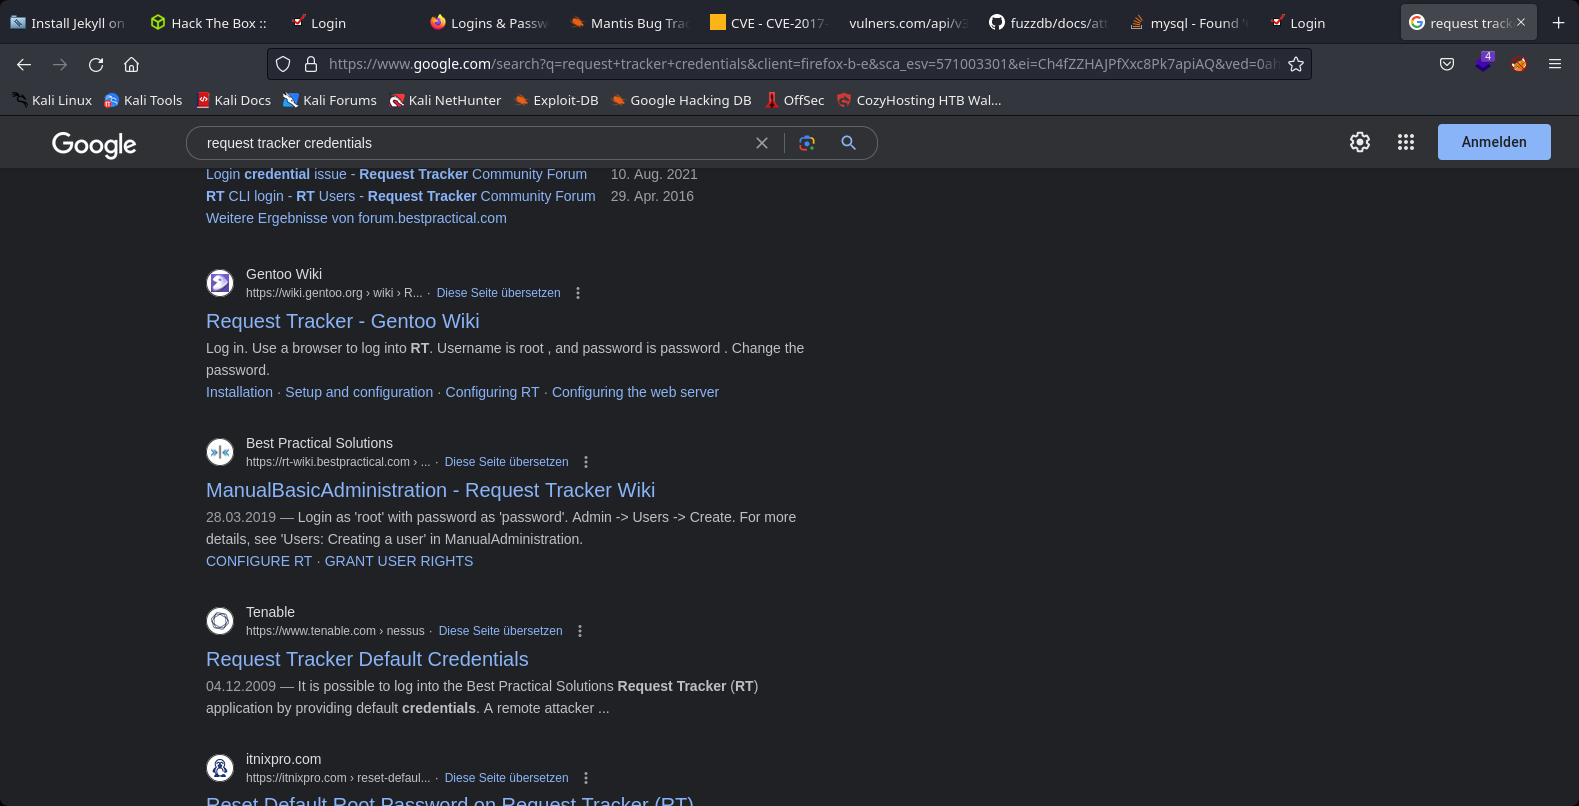 Install Jekyll on
Hack The Box ::
Login
Logins & Passw
Mantis Bug Trac
CVE - CVE-2017-
vulners.com/api/v3
fuzzdb/docs/att
mysql - Found '
Login
request track
https://www.google.com/search?q=request+tracker+credentials&client=firefox-b-e&sca_esv=571003301&ei=Ch4fZZHAJPfXxc8Pk7apiAQ&ved=0ah
4
Kali Linux
Kali Tools
Kali Docs
Kali Forums
Kali NetHunter
Exploit-DB
Google Hacking DB
OffSec
CozyHosting HTB Wal...
Google
request tracker credentials
Anmelden
Login credential issue - Request Tracker Community Forum 10. Aug. 2021
RT CLI login - RT Users - Request Tracker Community Forum 29. Apr. 2016
Weitere Ergebnisse von forum.bestpractical.com
Gentoo Wiki
https://wiki.gentoo.org › wiki › R... · Diese Seite übersetzen
Request Tracker - Gentoo Wiki
Log in. Use a browser to log into RT. Username is root , and password is password . Change the
password.
Installation · Setup and configuration · Configuring RT · Configuring the web server
Best Practical Solutions
https://rt-wiki.bestpractical.com › ... · Diese Seite übersetzen
ManualBasicAdministration - Request Tracker Wiki
28.03.2019 — Login as 'root' with password as 'password'. Admin -> Users -> Create. For more
details, see 'Users: Creating a user' in ManualAdministration.
CONFIGURE RT · GRANT USER RIGHTS
Tenable
https://www.tenable.com › nessus · Diese Seite übersetzen
Request Tracker Default Credentials
04.12.2009 — It is possible to log into the Best Practical Solutions Request Tracker (RT)
application by providing default credentials. A remote attacker ...
itnixpro.com
https://itnixpro.com › reset-defaul... · Diese Seite übersetzen
Reset Default Root Password on Request Tracker (RT)